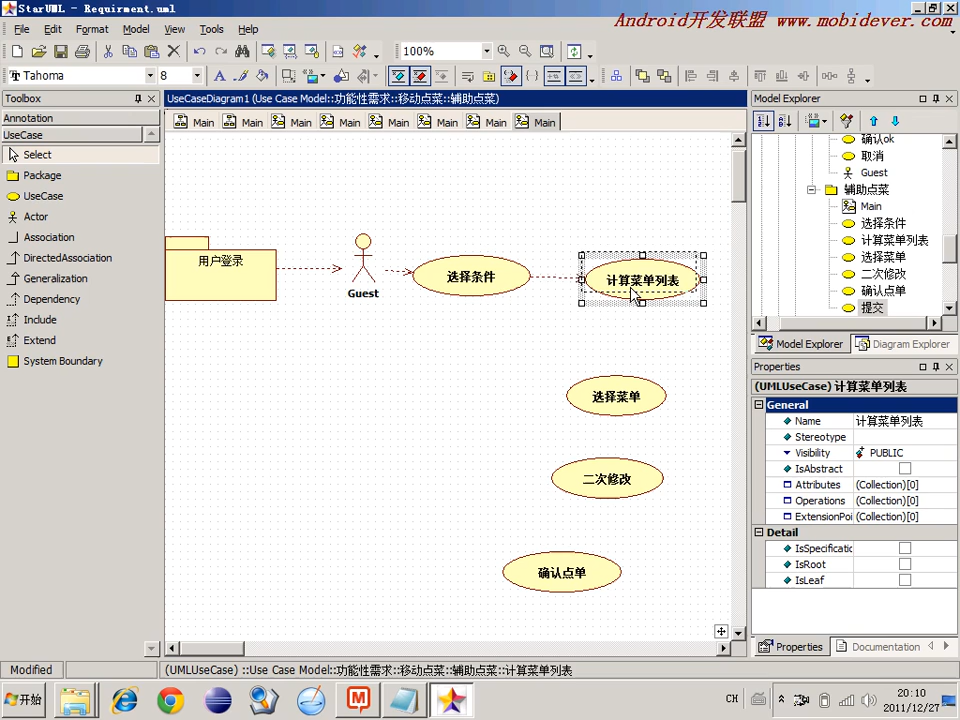 StarUML - Requirment.uml
Android开发联盟 www.mobidever.com
File Edit Format Model View Tools Help
100%
Tahoma 8
Toolbox
UseCaseDiagram1 (Use Case Model::功能性需求::移动点菜::辅助点菜)
Model Explorer
Annotation
UseCase
Main Main Main Main Main Main Main Main
Select
Package
UseCase
Actor
Association
DirectedAssociation
Generalization
Dependency
Include
Extend
System Boundary
用户登录
Guest
选择条件
计算菜单列表
选择菜单
二次修改
确认点单
确认ok
取消
Guest
辅助点菜
Main
选择条件
计算菜单列表
选择菜单
二次修改
确认点单
提交
Model Explorer Diagram Explorer
Properties
(UMLUseCase) 计算菜单列表
General
Name 计算菜单列表
Stereotype
Visibility PUBLIC
IsAbstract
Attributes (Collection)[0]
Operations (Collection)[0]
ExtensionPoi (Collection)[0]
Detail
IsSpecificatic
IsRoot
IsLeaf
Properties Documentation
Modified
(UMLUseCase) ::Use Case Model::功能性需求::移动点菜::辅助点菜::计算菜单列表
开始
CH
20:10
2011/12/27